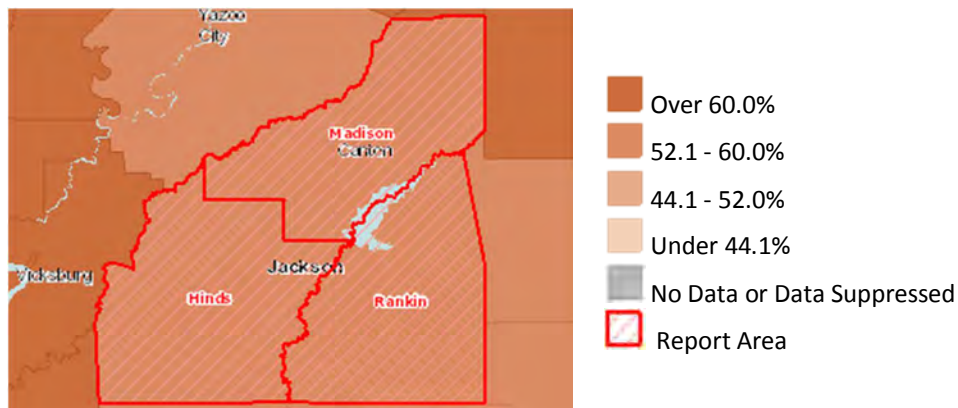 Yazoo
City
Madison
Canton
Jackson
Vicksburg
Hinds
Rankin
Over 60.0%
52.1 - 60.0%
44.1 - 52.0%
Under 44.1%
No Data or Data Suppressed
Report Area